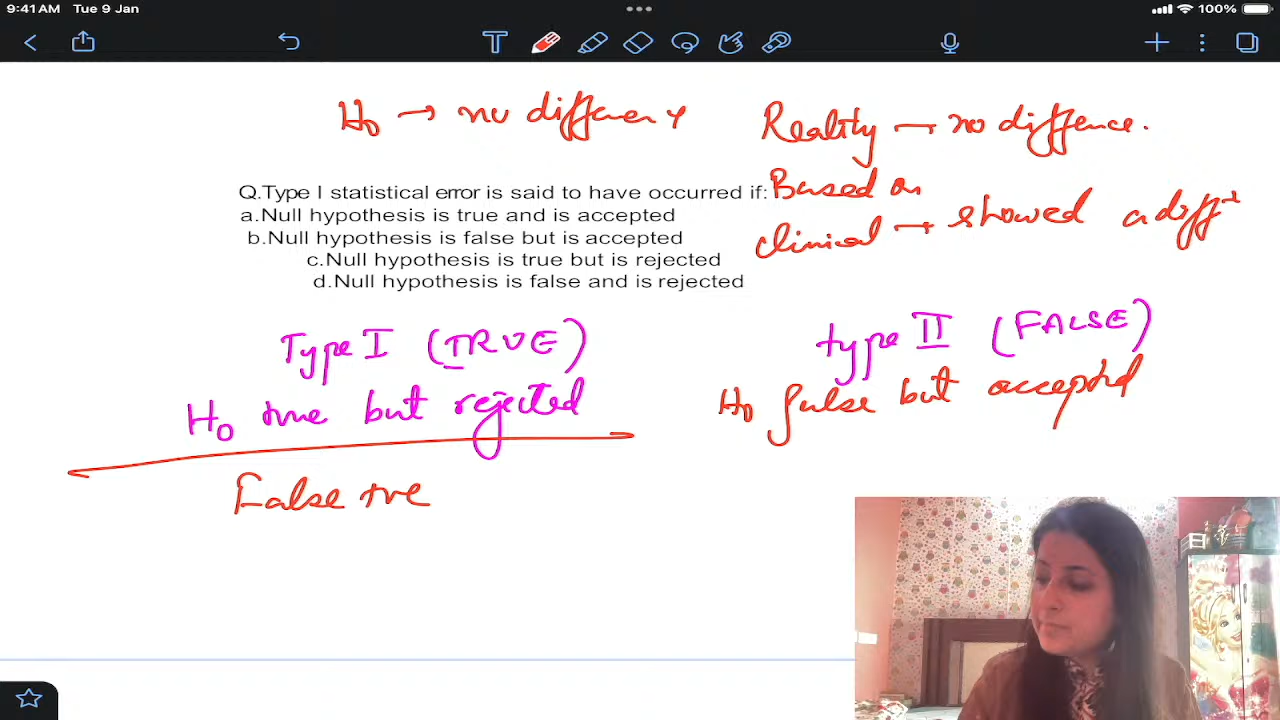 9:41 AM Tue 9 Jan
100%
H₀ → no difference
Reality → no diffence.
Q.Type I statistical error is said to have occurred if:
Based on
a.Null hypothesis is true and is accepted
clinical → showed a diff
b.Null hypothesis is false but is accepted
c.Null hypothesis is true but is rejected
d.Null hypothesis is false and is rejected
Type I (TRUE)
type II (FALSE)
H₀ true but rejected
H₀ false but accepted
False +ve